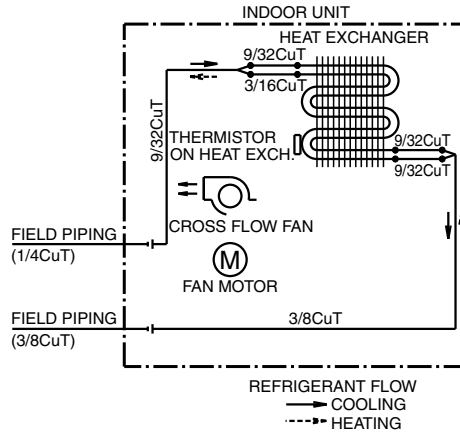 INDOOR UNIT
HEAT EXCHANGER
9/32CuT
3/16CuT
9/32CuT
THERMISTOR
ON HEAT EXCH.
9/32CuT
9/32CuT
CROSS FLOW FAN
FIELD PIPING
(1/4CuT)
M
FAN MOTOR
FIELD PIPING
(3/8CuT)
3/8CuT
REFRIGERANT FLOW
COOLING
HEATING